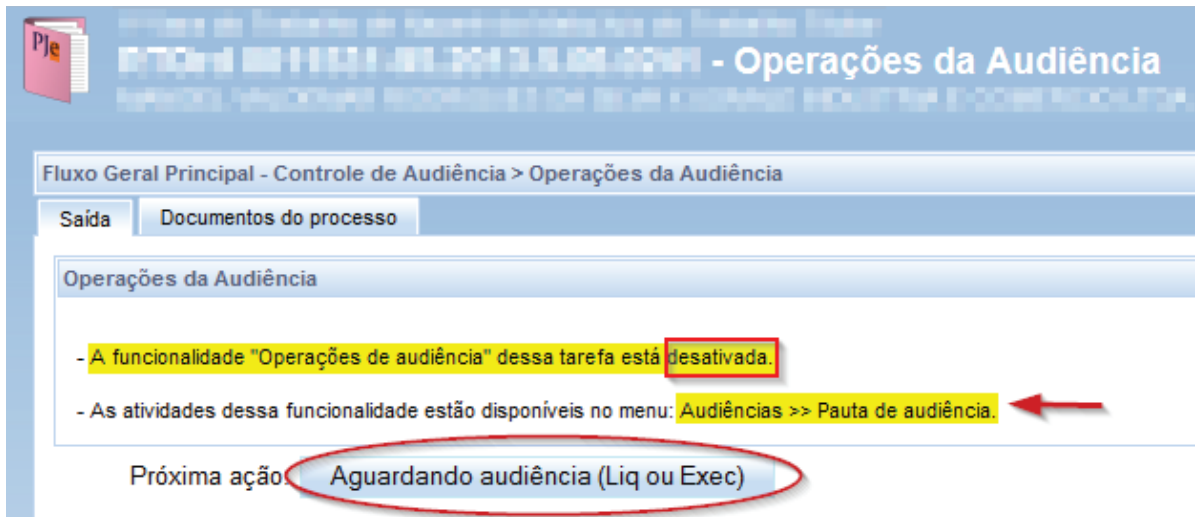 PJe
- Operações da Audiência
Fluxo Geral Principal - Controle de Audiência > Operações da Audiência
Saída
Documentos do processo
Operações da Audiência
- A funcionalidade "Operações de audiência" dessa tarefa está desativada.
- As atividades dessa funcionalidade estão disponíveis no menu: Audiências >> Pauta de audiência.
Próxima ação: Aguardando audiência (Liq ou Exec)